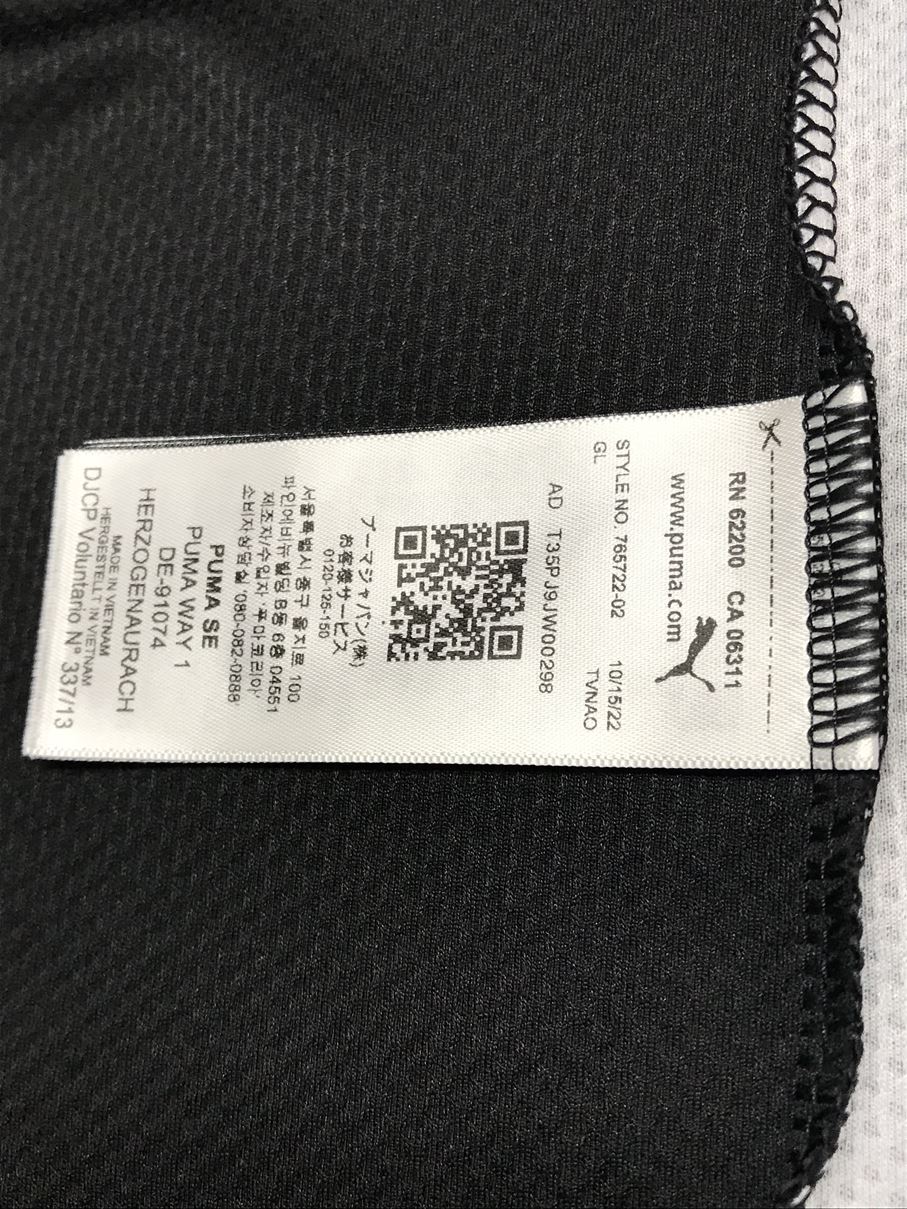 RN 62200 CA 06311
www.puma.com
STYLE NO. 765722-02 10/15/22
GL TVNAO
AD T35PJ9JW00298
プーマジャパン(株)
お客様サービス
0120-125-150
서울특별시 중구 을지로 100
파인에비뉴빌딩 B동 6층 04551
제조자/수입자 푸마코리아
소비자상담실 '080-082-0888'
PUMA SE
PUMA WAY 1
DE-91074
HERZOGENAURACH
MADE IN VIETNAM
HERGESTELLT IN VIETNAM
DJCP Voluntario N° 337/13